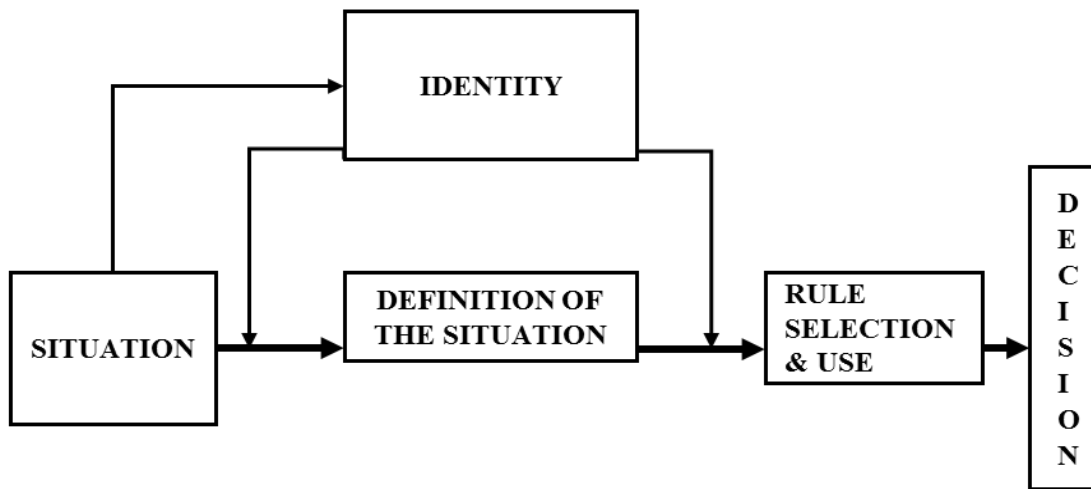 IDENTITY
SITUATION
DEFINITION OF
THE SITUATION
RULE
SELECTION
& USE
D
E
C
I
S
I
O
N